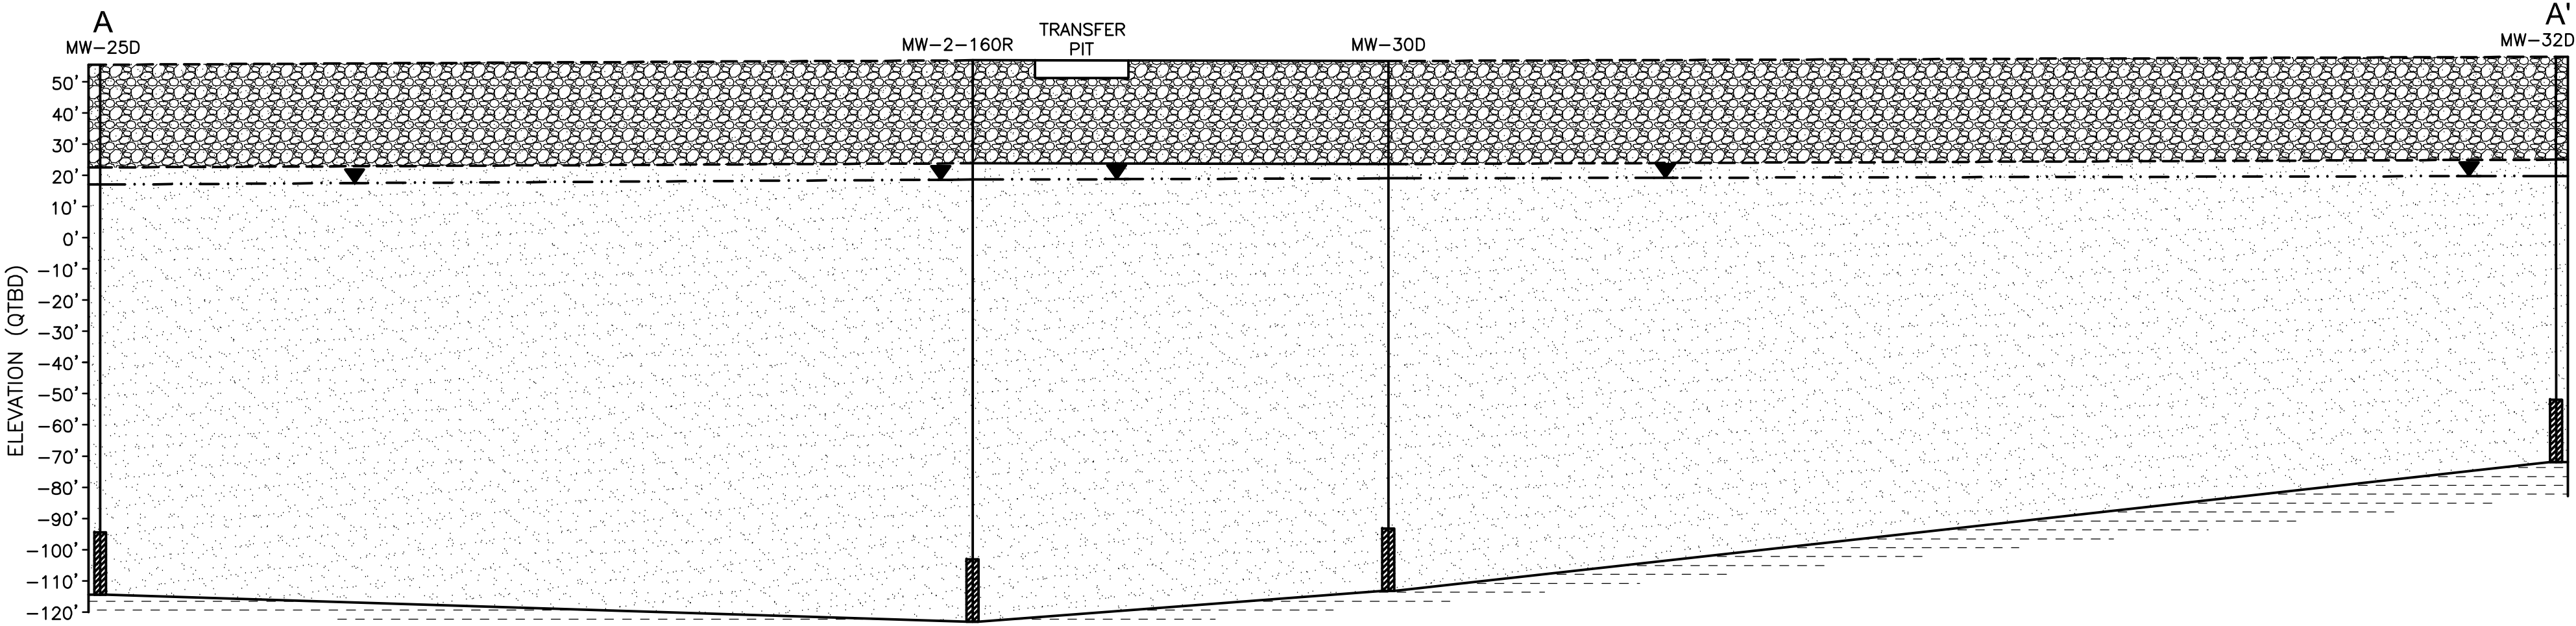 A
A'
MW-25D
MW-2-160R
TRANSFER
PIT
MW-30D
MW-32D
50'
40'
30'
20'
10'
0'
-10'
-20'
-30'
-40'
-50'
-60'
-70'
-80'
-90'
-100'
-110'
-120'
ELEVATION (QTBD)